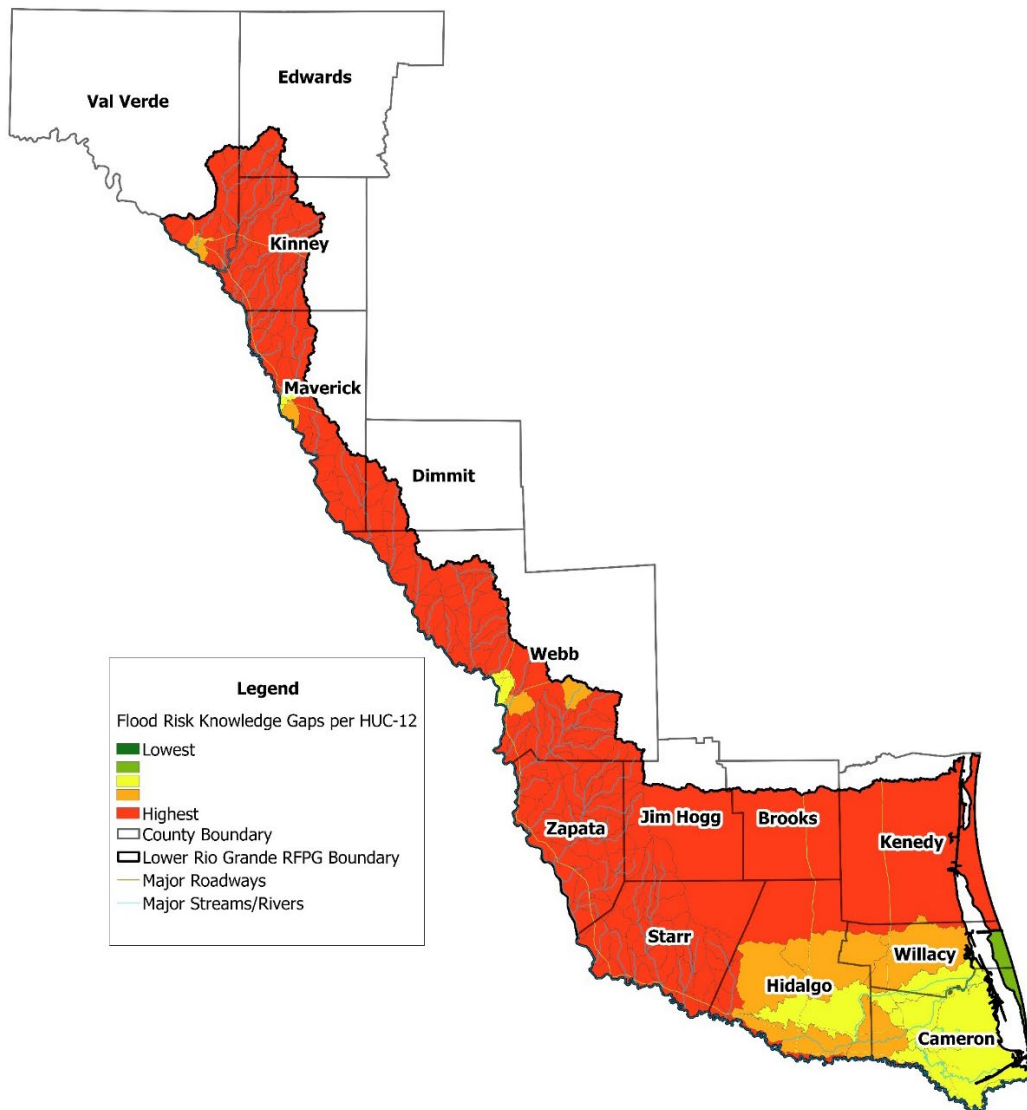 Edwards
Val Verde
Kinney
Maverick
Dimmit
Webb
Legend
Flood Risk Knowledge Gaps per HUC-12
Lowest
Highest
County Boundary
Lower Rio Grande RFPG Boundary
Major Roadways
Major Streams/Rivers
Zapata
Jim Hogg
Brooks
Kenedy
Starr
Willacy
Hidalgo
Cameron